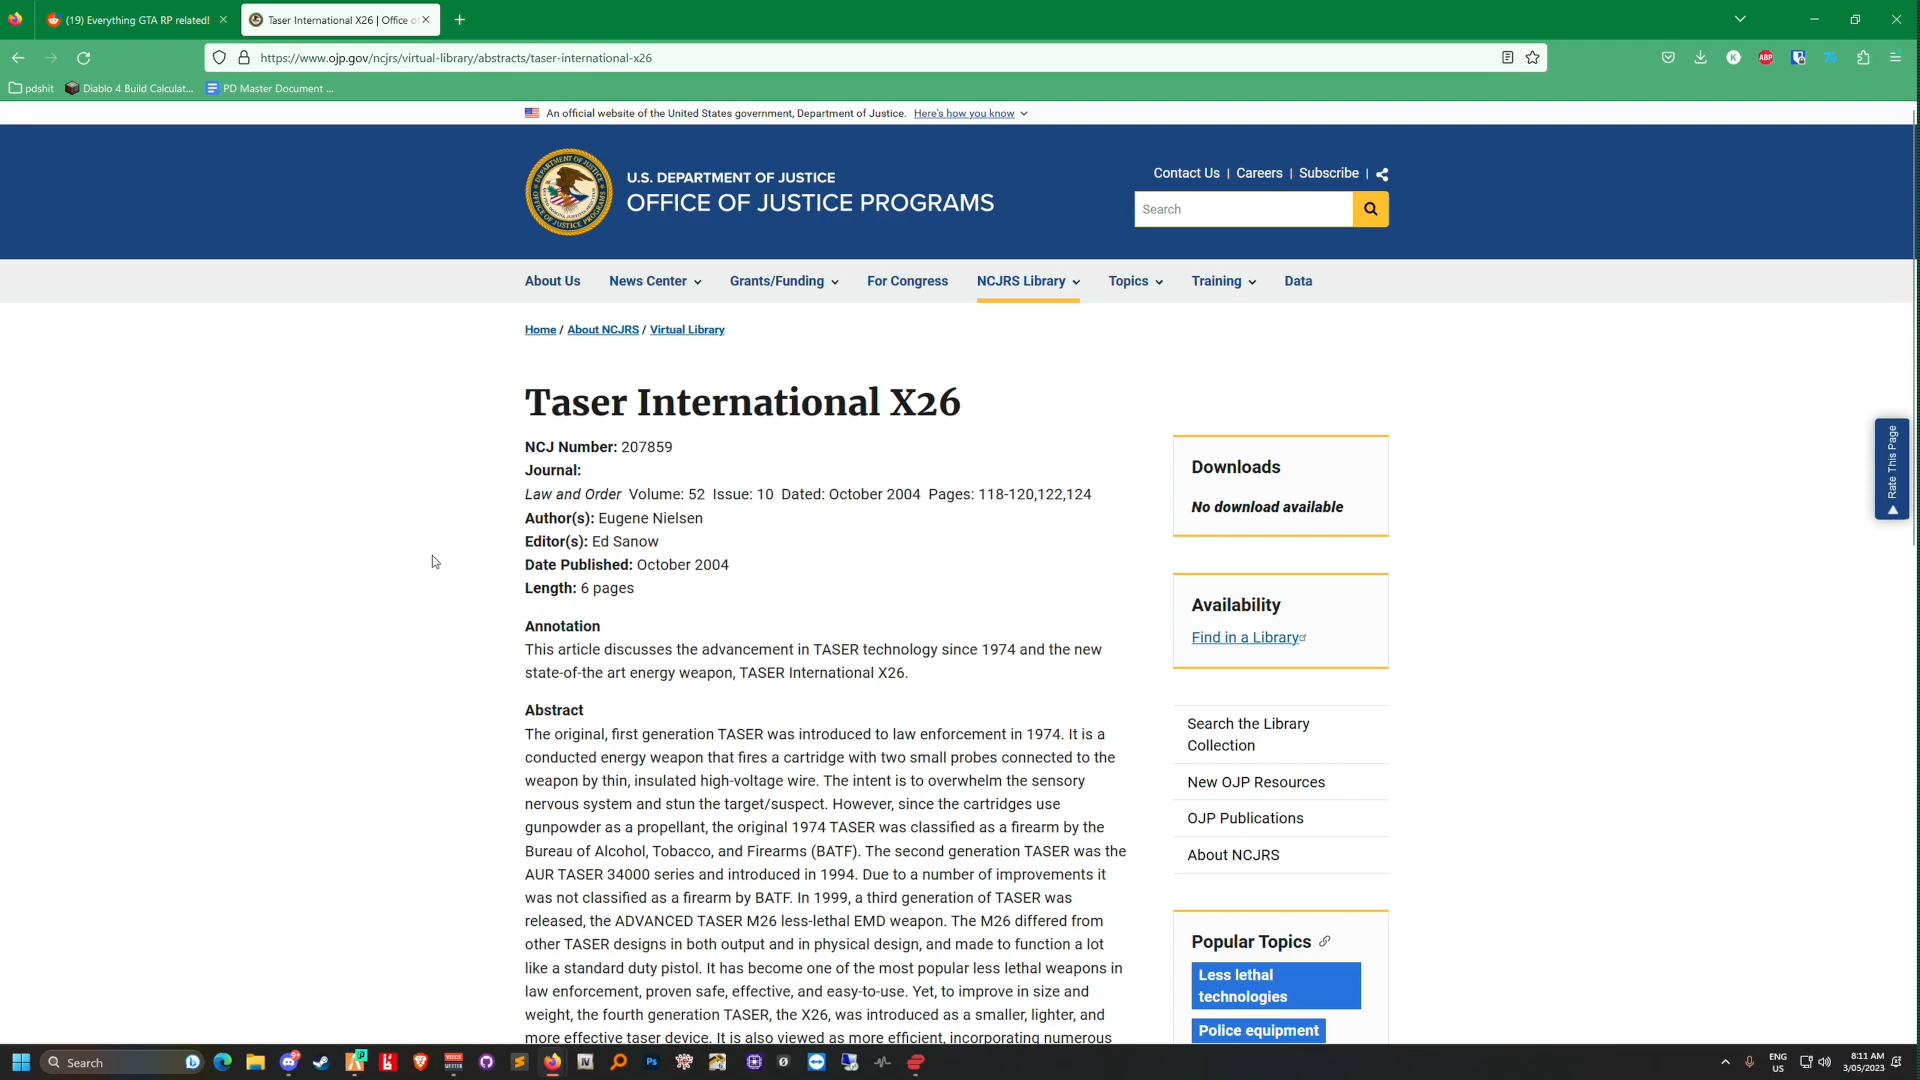 (19) Everything GTA RP related!
Taser International X26 | Office o
https://www.ojp.gov/ncjrs/virtual-library/abstracts/taser-international-x26
K
ABP
pdshit
Diablo 4 Build Calculat...
PD Master Document ...
An official website of the United States government, Department of Justice. Here's how you know
U.S. DEPARTMENT OF JUSTICE
OFFICE OF JUSTICE PROGRAMS
Contact Us | Careers | Subscribe |
Search
About Us
News Center
Grants/Funding
For Congress
NCJRS Library
Topics
Training
Data
Home / About NCJRS / Virtual Library
Taser International X26
NCJ Number: 207859
Journal:
Law and Order Volume: 52 Issue: 10 Dated: October 2004 Pages: 118-120,122,124
Author(s): Eugene Nielsen
Editor(s): Ed Sanow
Date Published: October 2004
Length: 6 pages
Annotation
This article discusses the advancement in TASER technology since 1974 and the new
state-of-the art energy weapon, TASER International X26.
Abstract
The original, first generation TASER was introduced to law enforcement in 1974. It is a
conducted energy weapon that fires a cartridge with two small probes connected to the
weapon by thin, insulated high-voltage wire. The intent is to overwhelm the sensory
nervous system and stun the target/suspect. However, since the cartridges use
gunpowder as a propellant, the original 1974 TASER was classified as a firearm by the
Bureau of Alcohol, Tobacco, and Firearms (BATF). The second generation TASER was the
AUR TASER 34000 series and introduced in 1994. Due to a number of improvements it
was not classified as a firearm by BATF. In 1999, a third generation of TASER was
released, the ADVANCED TASER M26 less-lethal EMD weapon. The M26 differed from
other TASER designs in both output and in physical design, and made to function a lot
like a standard duty pistol. It has become one of the most popular less lethal weapons in
law enforcement, proven safe, effective, and easy-to-use. Yet, to improve in size and
weight, the fourth generation TASER, the X26, was introduced as a smaller, lighter, and
more effective taser device. It is also viewed as more efficient, incorporating numerous
Downloads
No download available
Availability
Find in a Library
Search the Library
Collection
New OJP Resources
OJP Publications
About NCJRS
Popular Topics
Less lethal
technologies
Police equipment
Rate This Page
Search
Ps
ENG
US
8:11 AM
3/05/2023